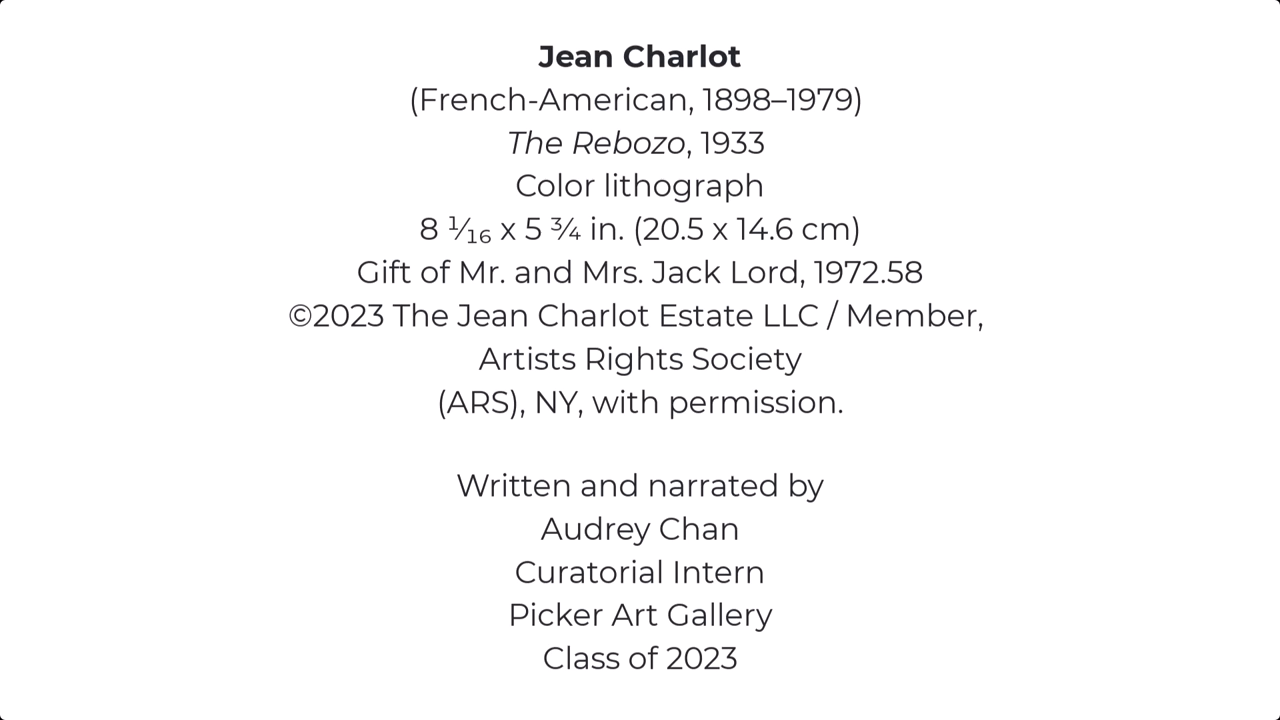 Jean Charlot
(French-American, 1898–1979)
The Rebozo, 1933
Color lithograph
8 ¹⁄₁₆ x 5 ¾ in. (20.5 x 14.6 cm)
Gift of Mr. and Mrs. Jack Lord, 1972.58
©2023 The Jean Charlot Estate LLC / Member,
Artists Rights Society
(ARS), NY, with permission.
Written and narrated by
Audrey Chan
Curatorial Intern
Picker Art Gallery
Class of 2023